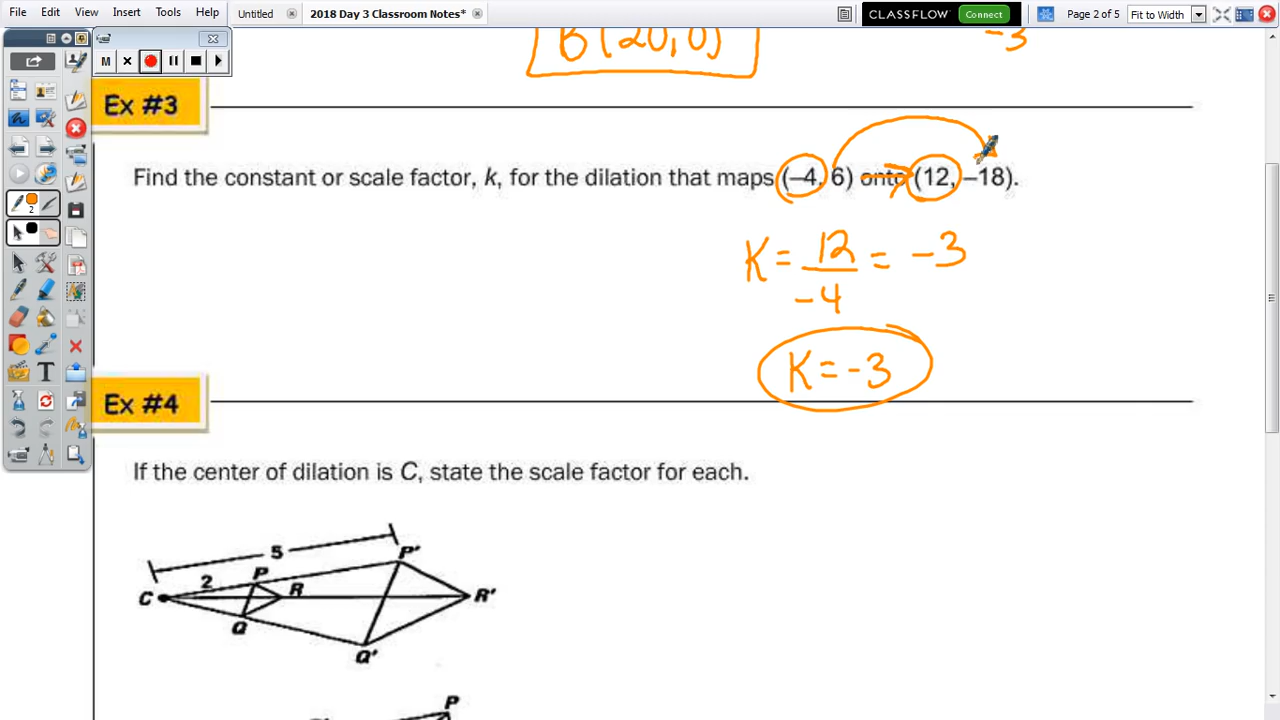 File Edit View Insert Tools Help
Untitled
2018 Day 3 Classroom Notes*
CLASSFLOW Connect
Page 2 of 5
Fit to Width
M
B (20,0)
-3
Ex #3
Find the constant or scale factor, k, for the dilation that maps (–4, 6) onto (12, –18).
K = 12 / -4 = -3
K = -3
2
T
Ex #4
If the center of dilation is C, state the scale factor for each.
5
P'
2
P
R
C
R'
Q
Q'
P